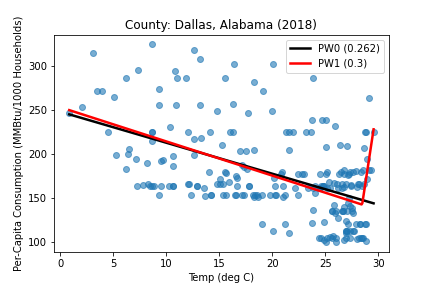 County: Dallas, Alabama (2018)
PW0 (0.262)
PW1 (0.3)
Per-Capita Consumption (MMBtu/1000 Households)
300
250
200
150
100
0 5 10 15 20 25 30
Temp (deg C)